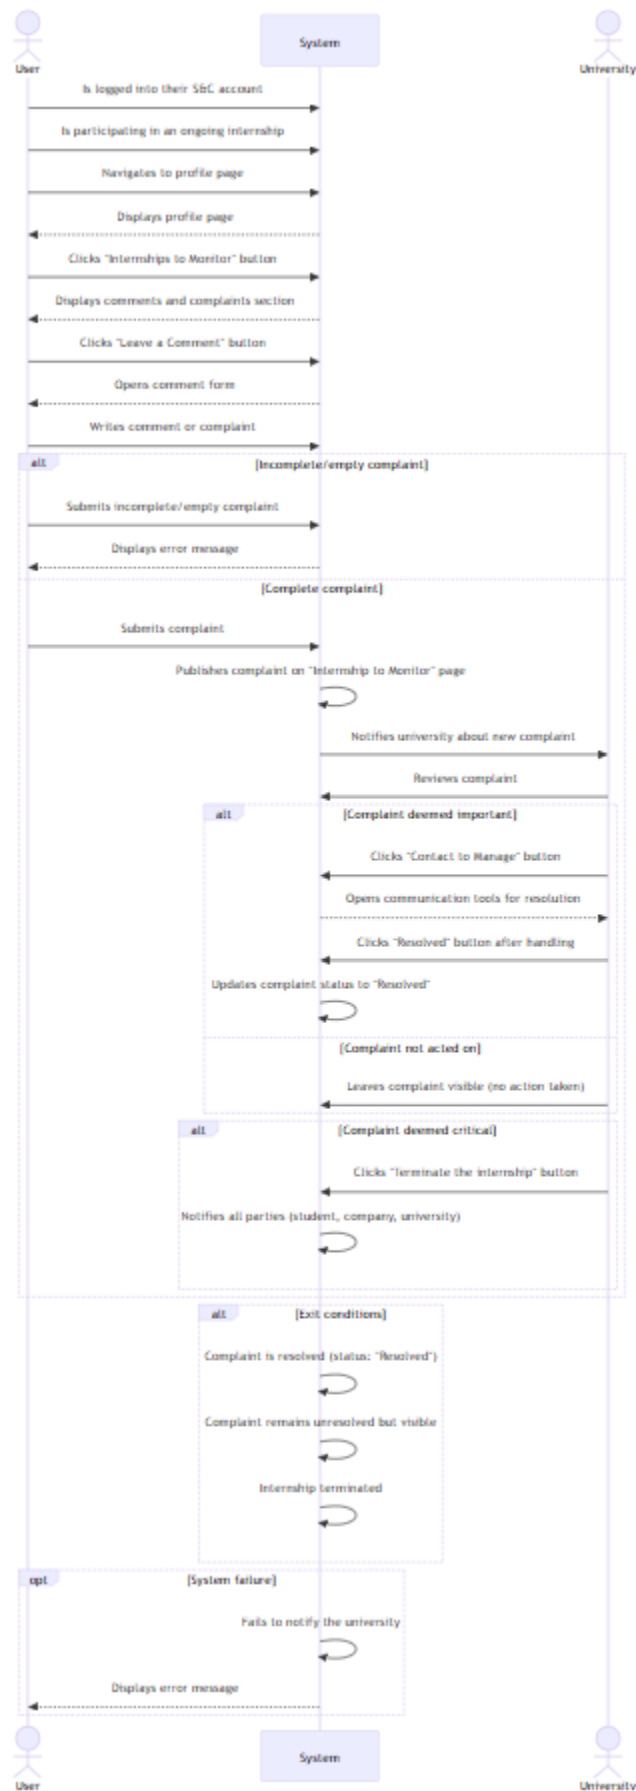 User
System
University
Is logged into their S&C account
Is participating in an ongoing internship
Navigates to profile page
Displays profile page
Clicks "Internships to Monitor" button
Displays comments and complaints section
Clicks "Leave a Comment" button
Opens comment form
Writes comment or complaint
alt
[Incomplete/empty complaint]
Submits incomplete/empty complaint
Displays error message
[Complete complaint]
Submits complaint
Publishes complaint on "Internship to Monitor" page
Notifies university about new complaint
Reviews complaint
alt
[Complaint deemed important]
Clicks "Contact to Manage" button
Opens communication tools for resolution
Clicks "Resolved" button after handling
Updates complaint status to "Resolved"
[Complaint not acted on]
Leaves complaint visible (no action taken)
alt
[Complaint deemed critical]
Clicks "Terminate the internship" button
Notifies all parties (student, company, university)
alt
[Exit conditions]
Complaint is resolved (status: "Resolved")
Complaint remains unresolved but visible
Internship terminated
opt
[System failure]
Fails to notify the university
Displays error message
User
System
University